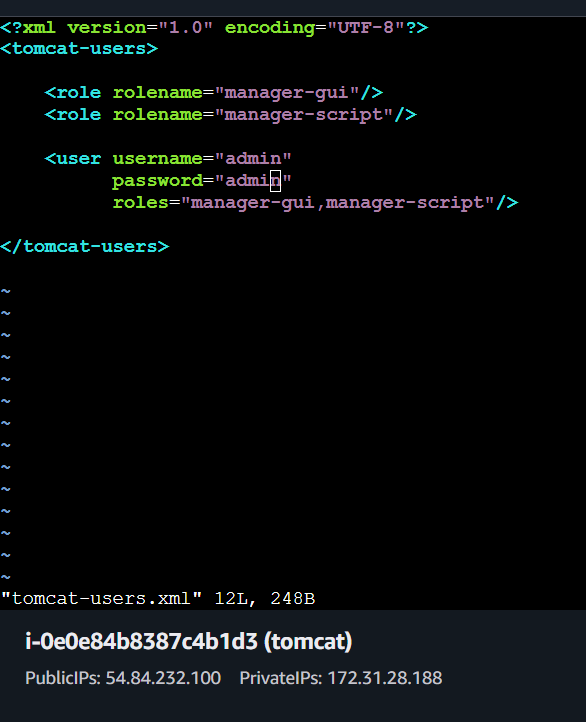 <?xml version="1.0" encoding="UTF-8"?>
<tomcat-users>
<role rolename="manager-gui"/>
<role rolename="manager-script"/>
<user username="admin"
password="admin"
roles="manager-gui,manager-script"/>
</tomcat-users>
~
~
~
~
~
~
~
~
~
~
~
~
~
~
"tomcat-users.xml" 12L, 248B
i-0e0e84b8387c4b1d3 (tomcat)
PublicIPs: 54.84.232.100 PrivateIPs: 172.31.28.188